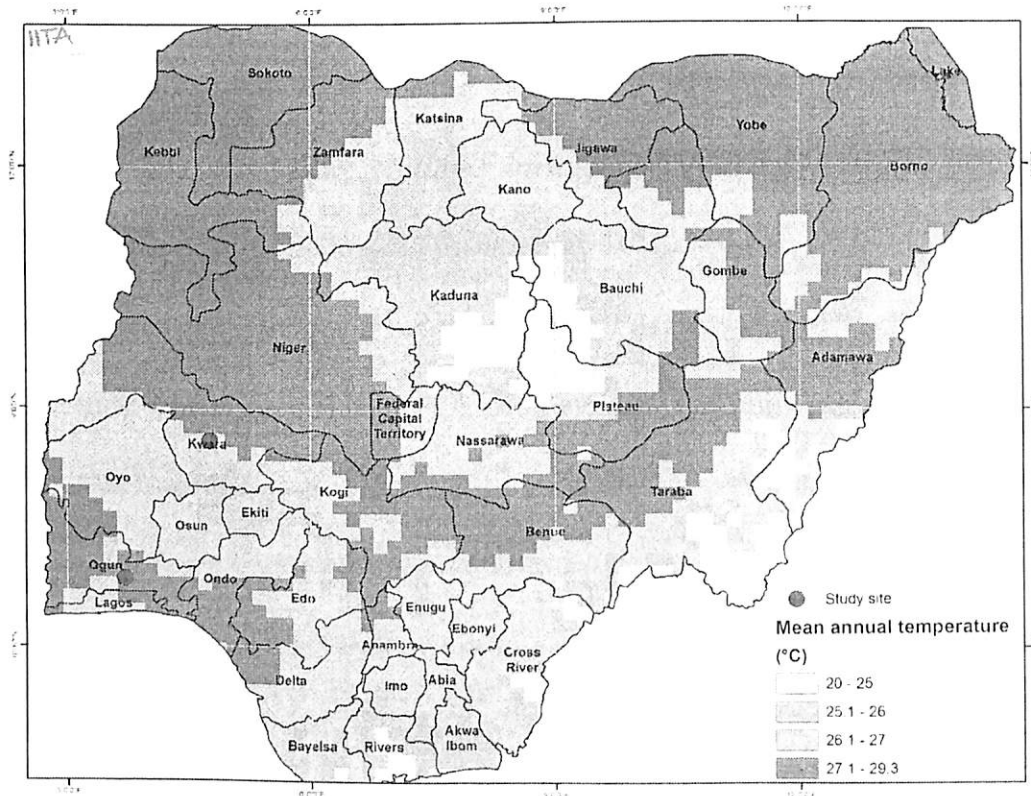 IITA
Sokoto
Katsina
Yobe
Kebbi
Zamfara
Jigawa
Borno
Kano
Gombe
Kaduna
Bauchi
Niger
Adamawa
Federal
Capital
Territory
Plateau
Kwara
Nassarawa
Oyo
Kogi
Taraba
Osun
Ekiti
Benue
Ogun
Ondo
Lagos
Edo
Enugu
Ebonyi
Anambra
Cross
River
Delta
Imo
Abia
Bayelsa
Rivers
Akwa
Ibom
Study site
Mean annual temperature
(°C)
20 - 25
25.1 - 26
26.1 - 27
27.1 - 29.3